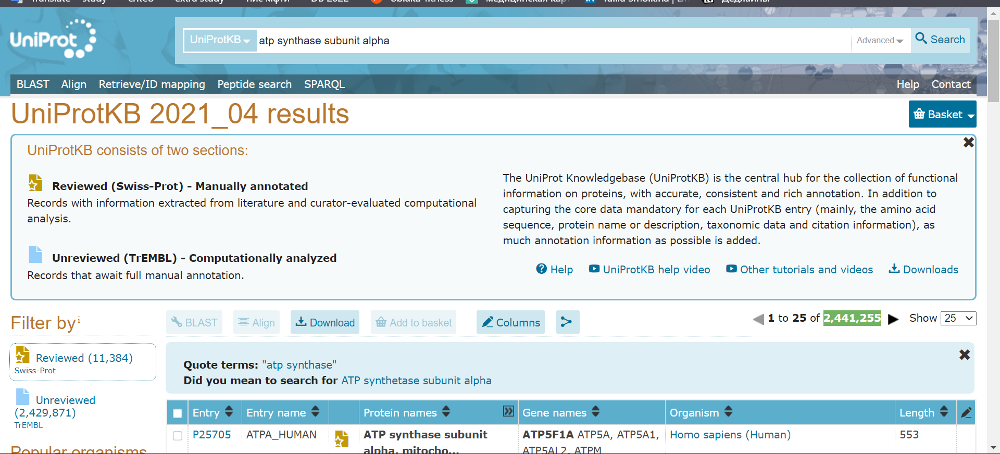 UniProt
UniProtKB
atp synthase subunit alpha
Advanced
Search
BLAST Align Retrieve/ID mapping Peptide search SPARQL
Help Contact
UniProtKB 2021_04 results
Basket
UniProtKB consists of two sections:
Reviewed (Swiss-Prot) - Manually annotated
Records with information extracted from literature and curator-evaluated computational
analysis.
Unreviewed (TrEMBL) - Computationally analyzed
Records that await full manual annotation.
The UniProt Knowledgebase (UniProtKB) is the central hub for the collection of functional
information on proteins, with accurate, consistent and rich annotation. In addition to
capturing the core data mandatory for each UniProtKB entry (mainly, the amino acid
sequence, protein name or description, taxonomic data and citation information), as
much annotation information as possible is added.
Help UniProtKB help video Other tutorials and videos Downloads
Filter by i
BLAST Align Download Add to basket Columns
1 to 25 of 2,441,255 Show 25
Reviewed (11,384)
Swiss-Prot
Unreviewed
(2,429,871)
TrEMBL
Popular organisms
Quote terms: "atp synthase"
Did you mean to search for ATP synthetase subunit alpha
Entry Entry name Protein names Gene names Organism Length
P25705 ATPA_HUMAN ATP synthase subunit ATP5F1A ATP5A, ATP5A1, Homo sapiens (Human) 553
alpha, mitocho... ATP5AL2, ATPM